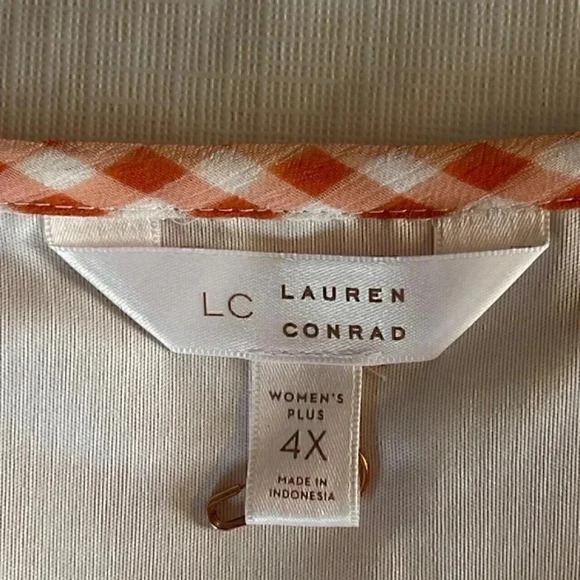 LC LAUREN
CONRAD
WOMEN'S
PLUS
4X
MADE IN
INDONESIA